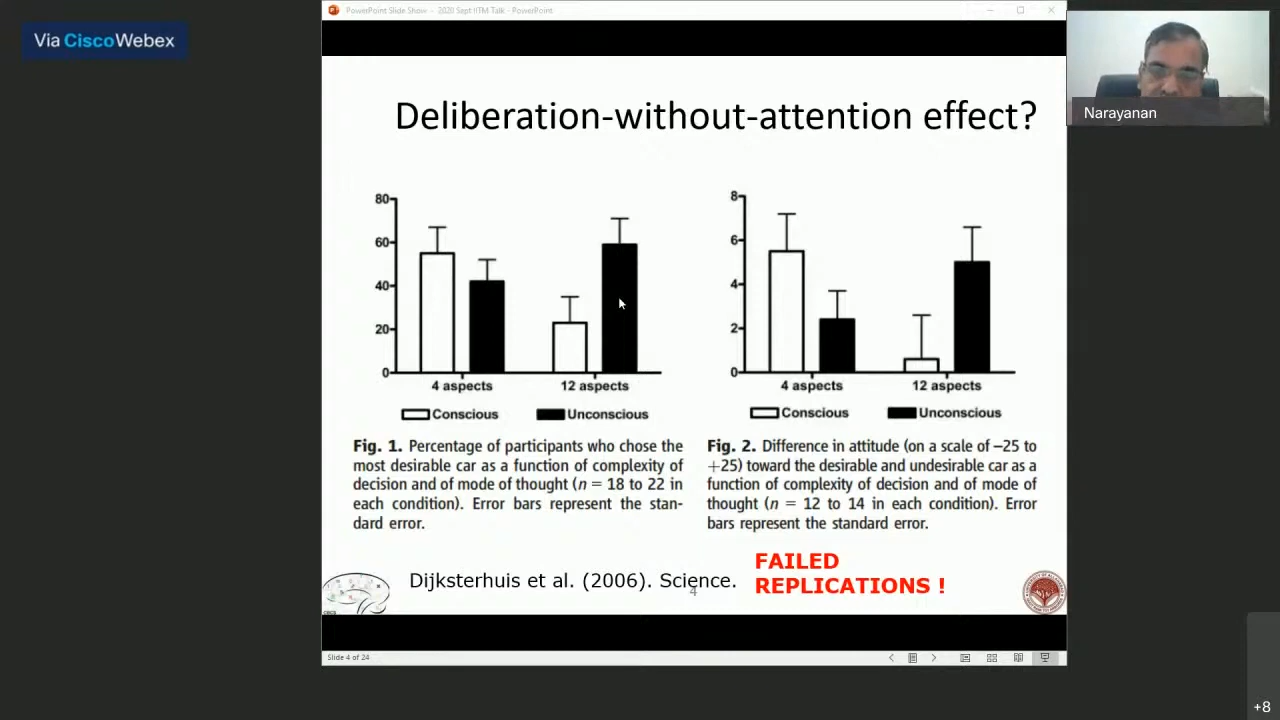 PowerPoint Slide Show - 2020 Sept IITM Talk - PowerPoint
Via CiscoWebex
Narayanan
Deliberation-without-attention effect?
80
60
40
20
0
4 aspects
12 aspects
Conscious
Unconscious
8
6
4
2
0
4 aspects
12 aspects
Conscious
Unconscious
Fig. 1. Percentage of participants who chose the
most desirable car as a function of complexity of
decision and of mode of thought (n = 18 to 22 in
each condition). Error bars represent the stan-
dard error.
Fig. 2. Difference in attitude (on a scale of –25 to
+25) toward the desirable and undesirable car as a
function of complexity of decision and of mode of
thought (n = 12 to 14 in each condition). Error
bars represent the standard error.
FAILED
REPLICATIONS !
Dijksterhuis et al. (2006). Science.
4
cecs
Slide 4 of 24
+8